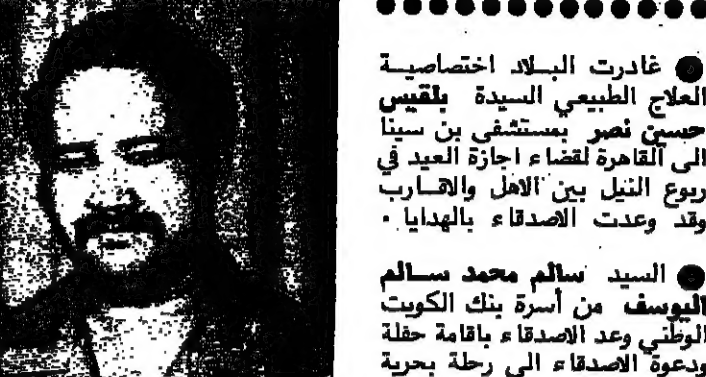 غادرت البلاد اختصاصية
العلاج الطبيعي السيدة بلقيس
حسين نصر بمستشفى بن سينا
الى القاهرة لقضاء اجازة العيد في
ربوع النيل بين الاهل والاقارب
وقد وعدت الاصدقاء بالهدايا .
السيد سالم محمد سالم
اليوسف من أسرة بنك الكويت
الوطني وعد الاصدقاء باقامة حفلة
ودعوة الاصدقاء الى رحلة بحرية